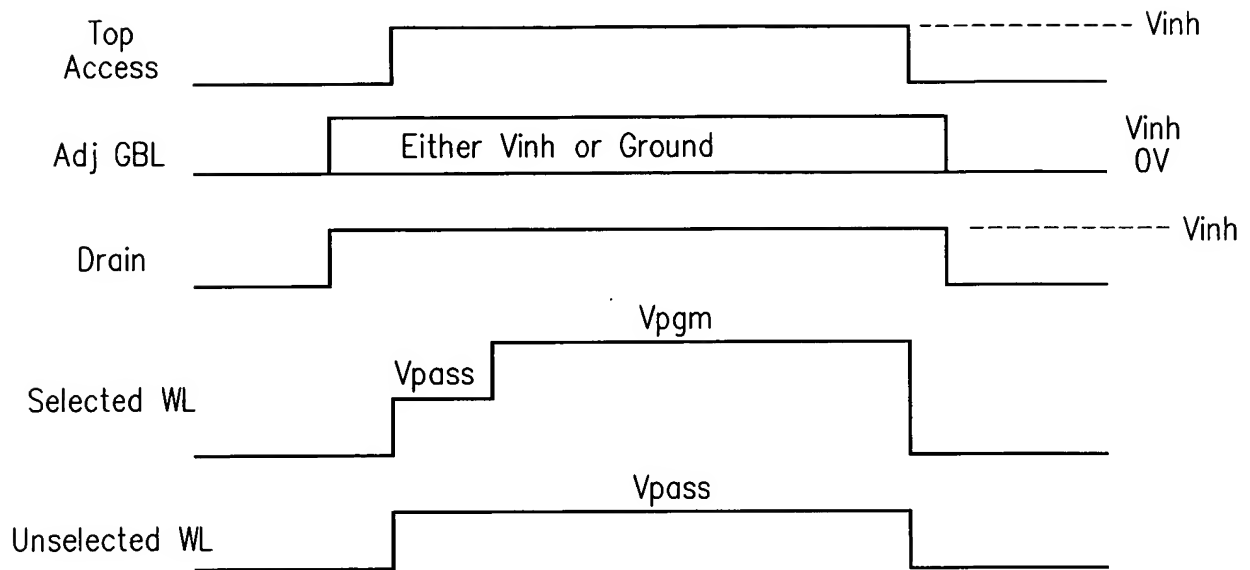 Top
Access
Vinh
Adj GBL
Either Vinh or Ground
Vinh
0V
Drain
Vinh
Selected WL
Vpass
Vpgm
Unselected WL
Vpass